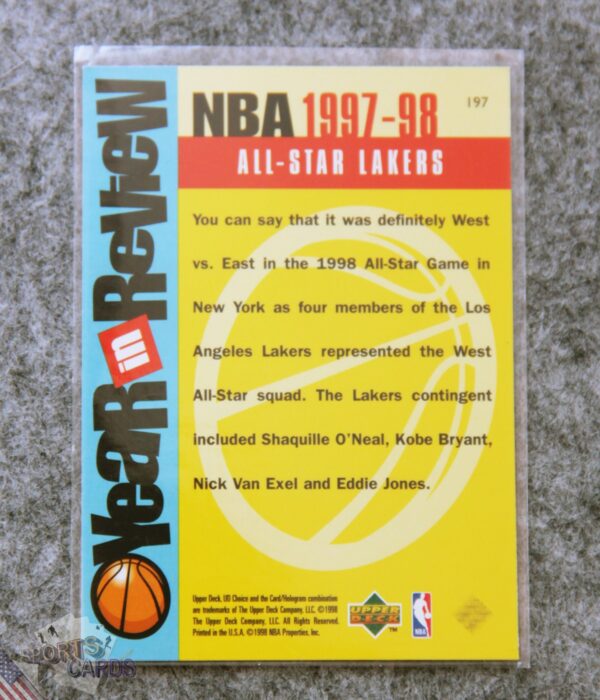 YeaR in Review
NBA 1997-98
197
ALL-STAR LAKERS
You can say that it was definitely West
vs. East in the 1998 All-Star Game in
New York as four members of the Los
Angeles Lakers represented the West
All-Star squad. The Lakers contingent
included Shaquille O'Neal, Kobe Bryant,
Nick Van Exel and Eddie Jones.
Upper Deck, UD Choice and the Card/Hologram combination
are trademarks of The Upper Deck Company, LLC. ©1998
The Upper Deck Company, LLC. All Rights Reserved.
Printed in the U.S.A. ©1998 NBA Properties, Inc.
UPPER
DECK
TM
NBA
SPORTS
CARDS